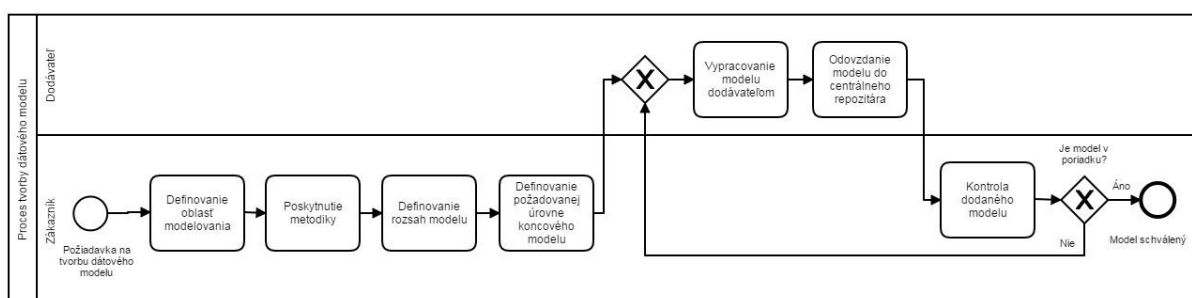 Proces tvorby dátového modelu
Dodávateľ
Vypracovanie
modelu
dodávateľom
Odovzdanie
modelu do
centrálneho
repozitára
Zákazník
Požiadavka na
tvorbu dátového
modelu
Definovanie
oblasť
modelovania
Poskytnutie
metodiky
Definovanie
rozsah modelu
Definovanie
požadovanej
úrovne
koncového
modelu
Kontrola
dodaného
modelu
Je model v
poriadku?
Áno
Nie
Model schválený